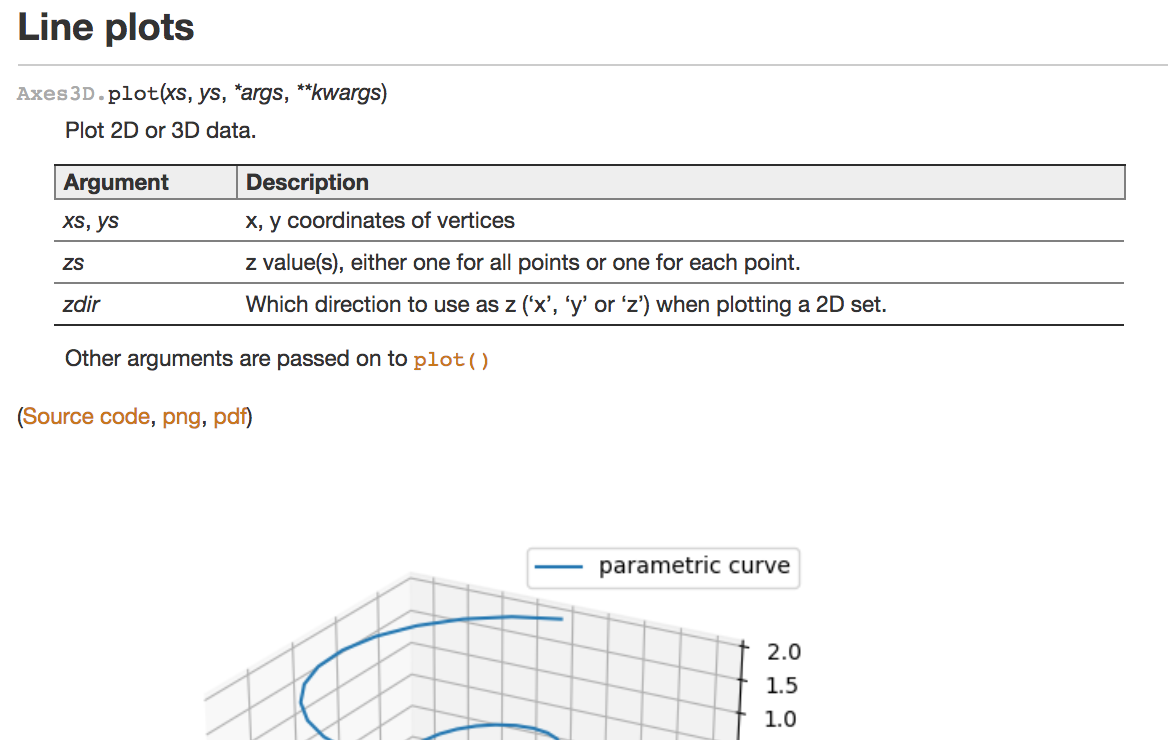 Line plots
Axes3D.plot(xs, ys, *args, **kwargs)
Plot 2D or 3D data.
Argument Description
xs, ys x, y coordinates of vertices
zs z value(s), either one for all points or one for each point.
zdir Which direction to use as z (‘x’, ‘y’ or ‘z’) when plotting a 2D set.
Other arguments are passed on to plot()
(Source code, png, pdf)
parametric curve
2.0
1.5
1.0